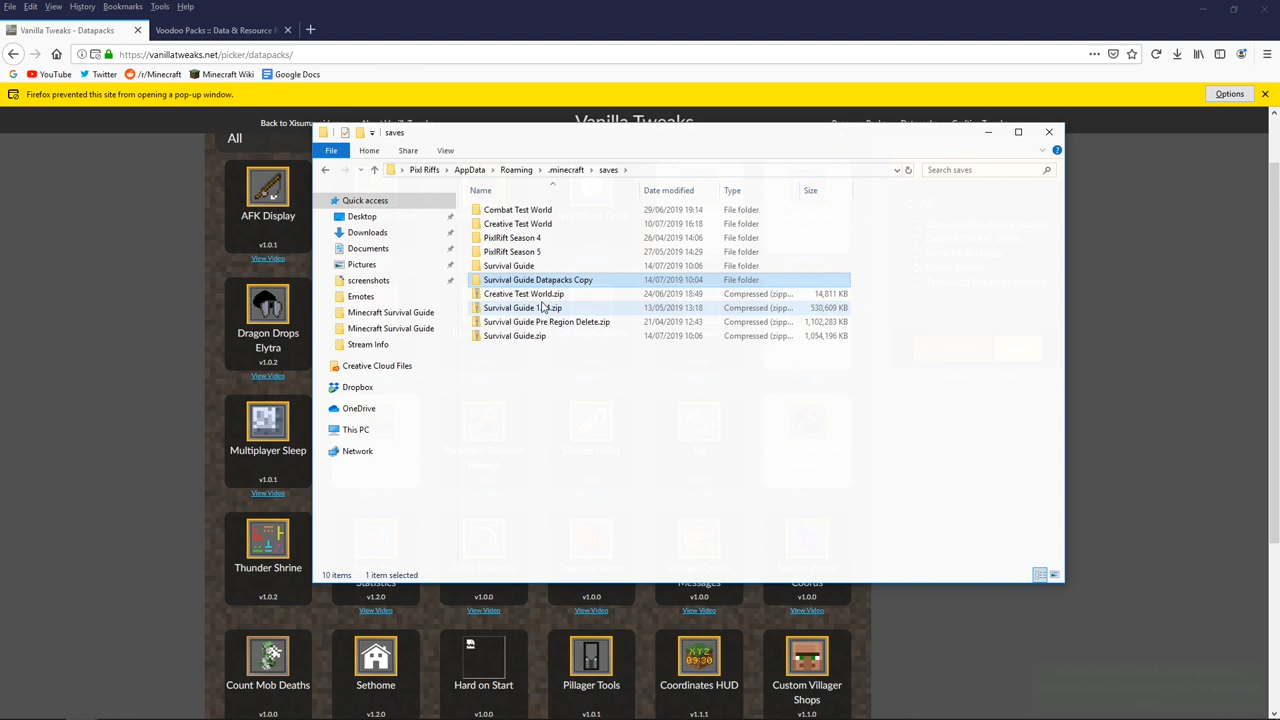 File Edit View History Bookmarks Tools Help
Vanilla Tweaks - Datapacks
Voodoo Packs :: Data & Resource P
https://vanillatweaks.net/picker/datapacks/
YouTube Twitter /r/Minecraft Minecraft Wiki Google Docs
Firefox prevented this site from opening a pop-up window.
Options
Vanilla Tweaks
All
saves
File Home Share View
Pixl Riffs > AppData > Roaming > .minecraft > saves >
Search saves
Name Date modified Type Size
Quick access
Desktop
Downloads
Documents
Pictures
screenshots
Emotes
Minecraft Survival Guide
Minecraft Survival Guide
Stream Info
Creative Cloud Files
Dropbox
OneDrive
This PC
Network
Combat Test World 29/06/2019 19:14 File folder
Creative Test World 10/07/2019 16:18 File folder
PixlRift Season 4 26/04/2019 14:06 File folder
PixlRift Season 5 27/05/2019 14:29 File folder
Survival Guide 14/07/2019 10:06 File folder
Survival Guide Datapacks Copy 14/07/2019 10:04 File folder
Creative Test World.zip 24/06/2019 18:49 Compressed (zipp... 14,811 KB
Survival Guide .zip 13/05/2019 13:18 Compressed (zipp... 530,609 KB
Survival Guide Pre Region Delete.zip 21/04/2019 12:43 Compressed (zipp... 1,102,283 KB
Survival Guide.zip 14/07/2019 10:06 Compressed (zipp... 1,054,196 KB
10 items 1 item selected
AFK Display
v1.0.1
View Video
Dragon Drops
Elytra
v1.0.2
View Video
Multiplayer Sleep
v1.0.1
View Video
Thunder Shrine
v1.0.2 v1.2.0 v1.0.0 v1.0.0 v1.0.0 v1.0.0
View Video View Video View Video View Video View Video View Video
XYZ
09:30
Count Mob Deaths Sethome Hard on Start Pillager Tools Coordinates HUD Custom Villager
Shops
v1.0.0 v1.2.0 v1.0.0 v1.0.1 v1.1.1 v1.0.1